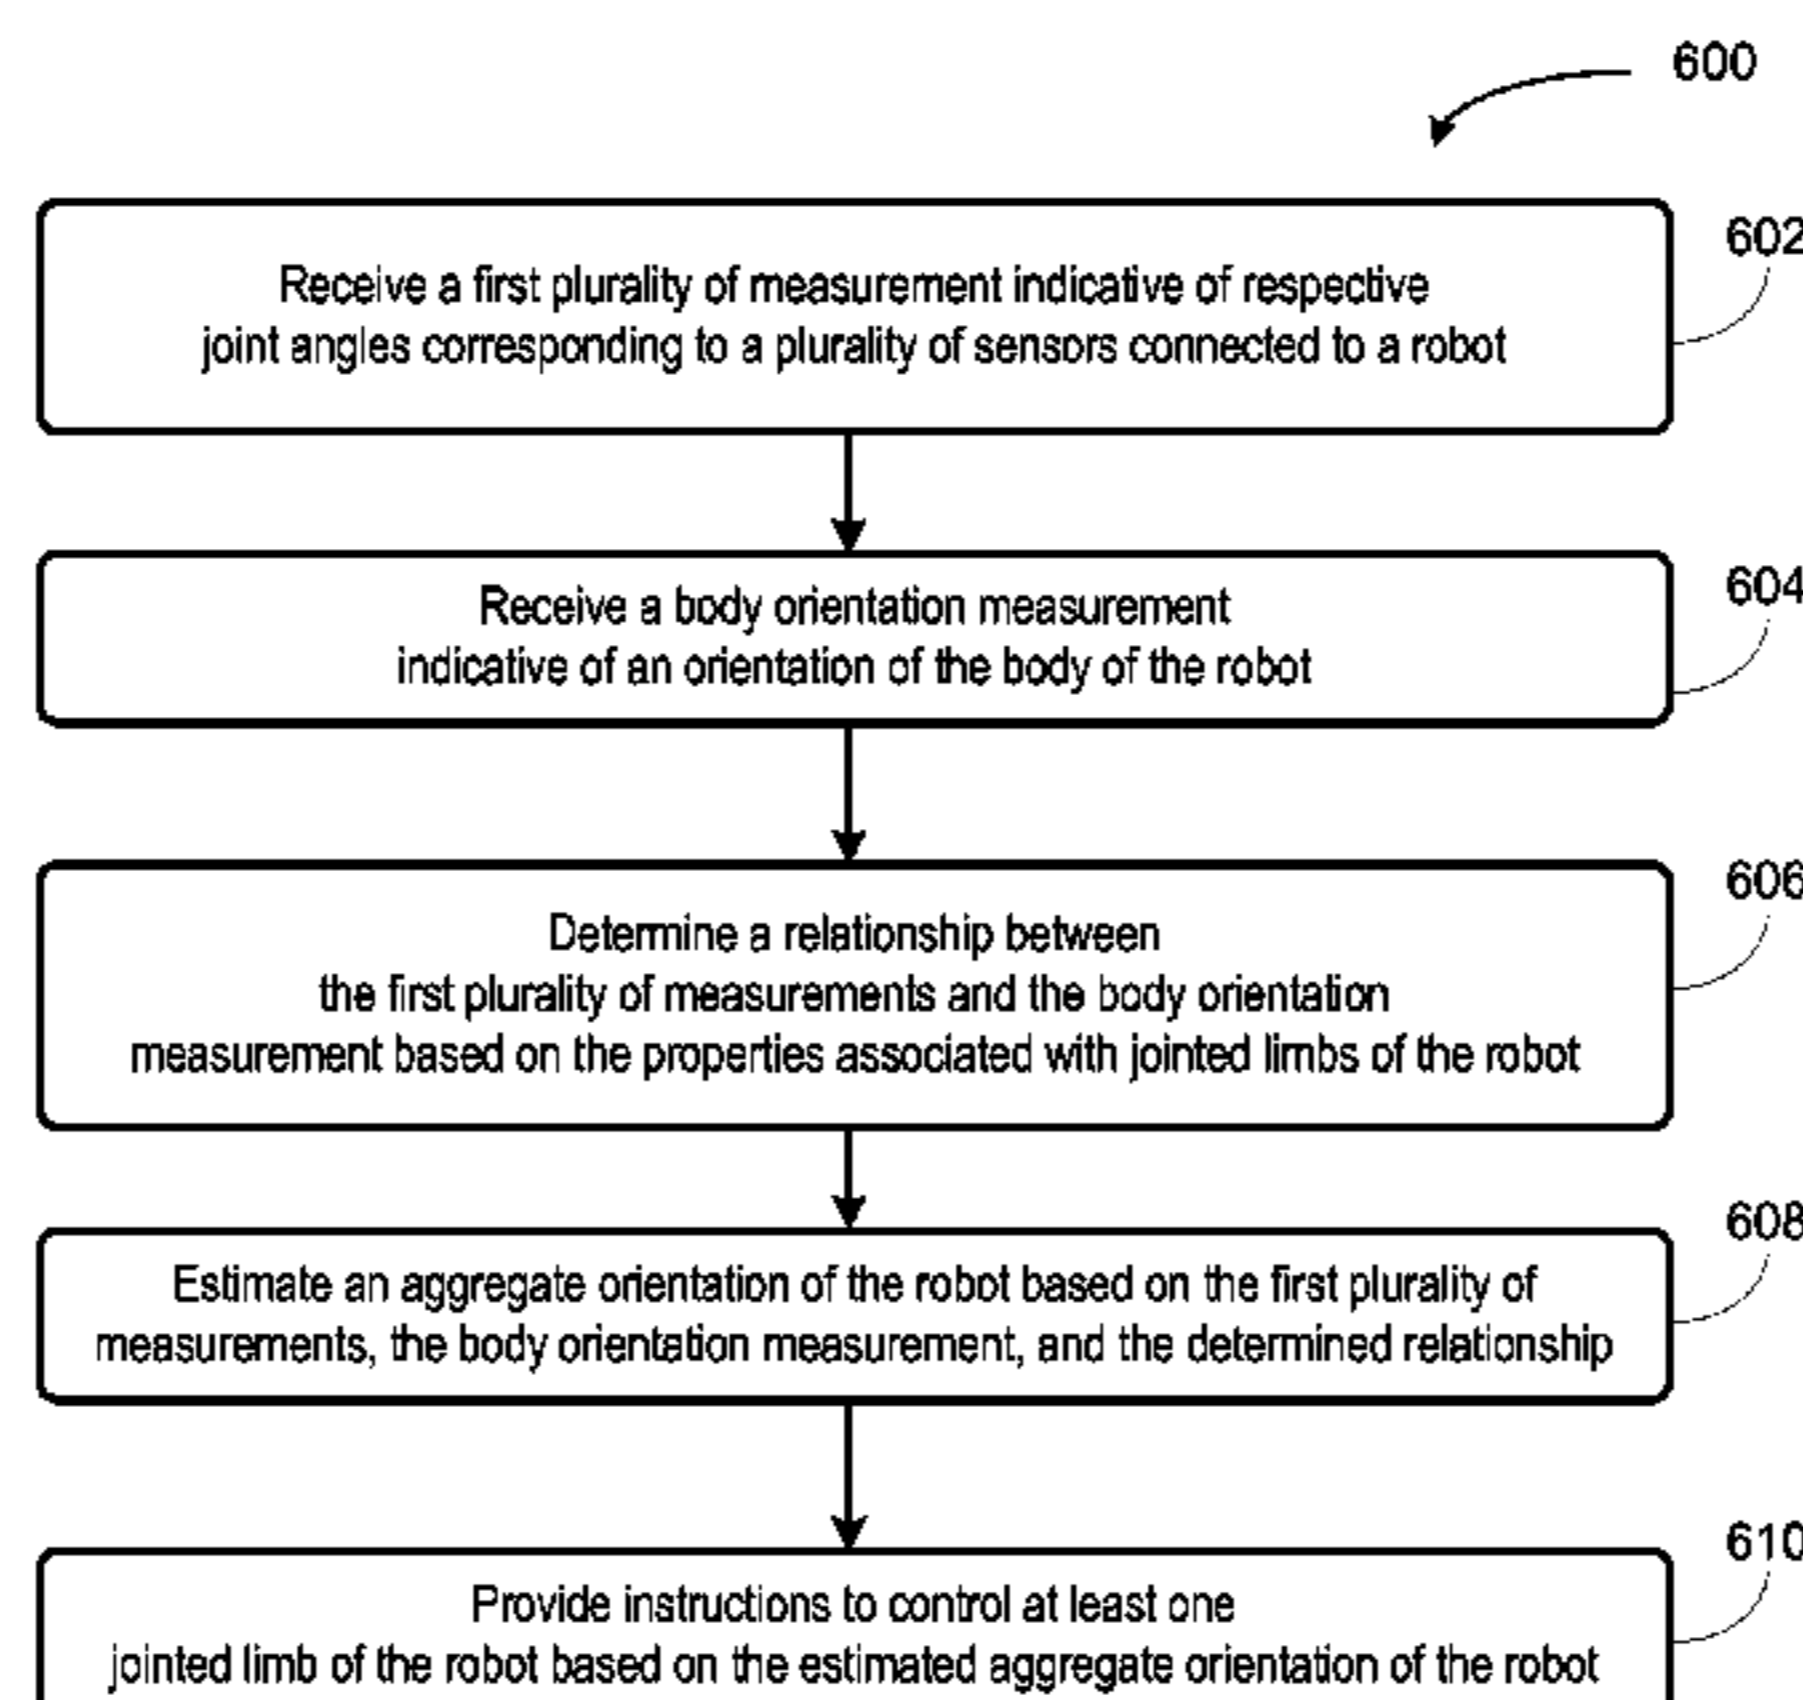 600
602
Receive a first plurality of measurement indicative of respective
joint angles corresponding to a plurality of sensors connected to a robot
604
Receive a body orientation measurement
indicative of an orientation of the body of the robot
606
Determine a relationship between
the first plurality of measurements and the body orientation
measurement based on the properties associated with jointed limbs of the robot
608
Estimate an aggregate orientation of the robot based on the first plurality of
measurements, the body orientation measurement, and the determined relationship
610
Provide instructions to control at least one
jointed limb of the robot based on the estimated aggregate orientation of the robot